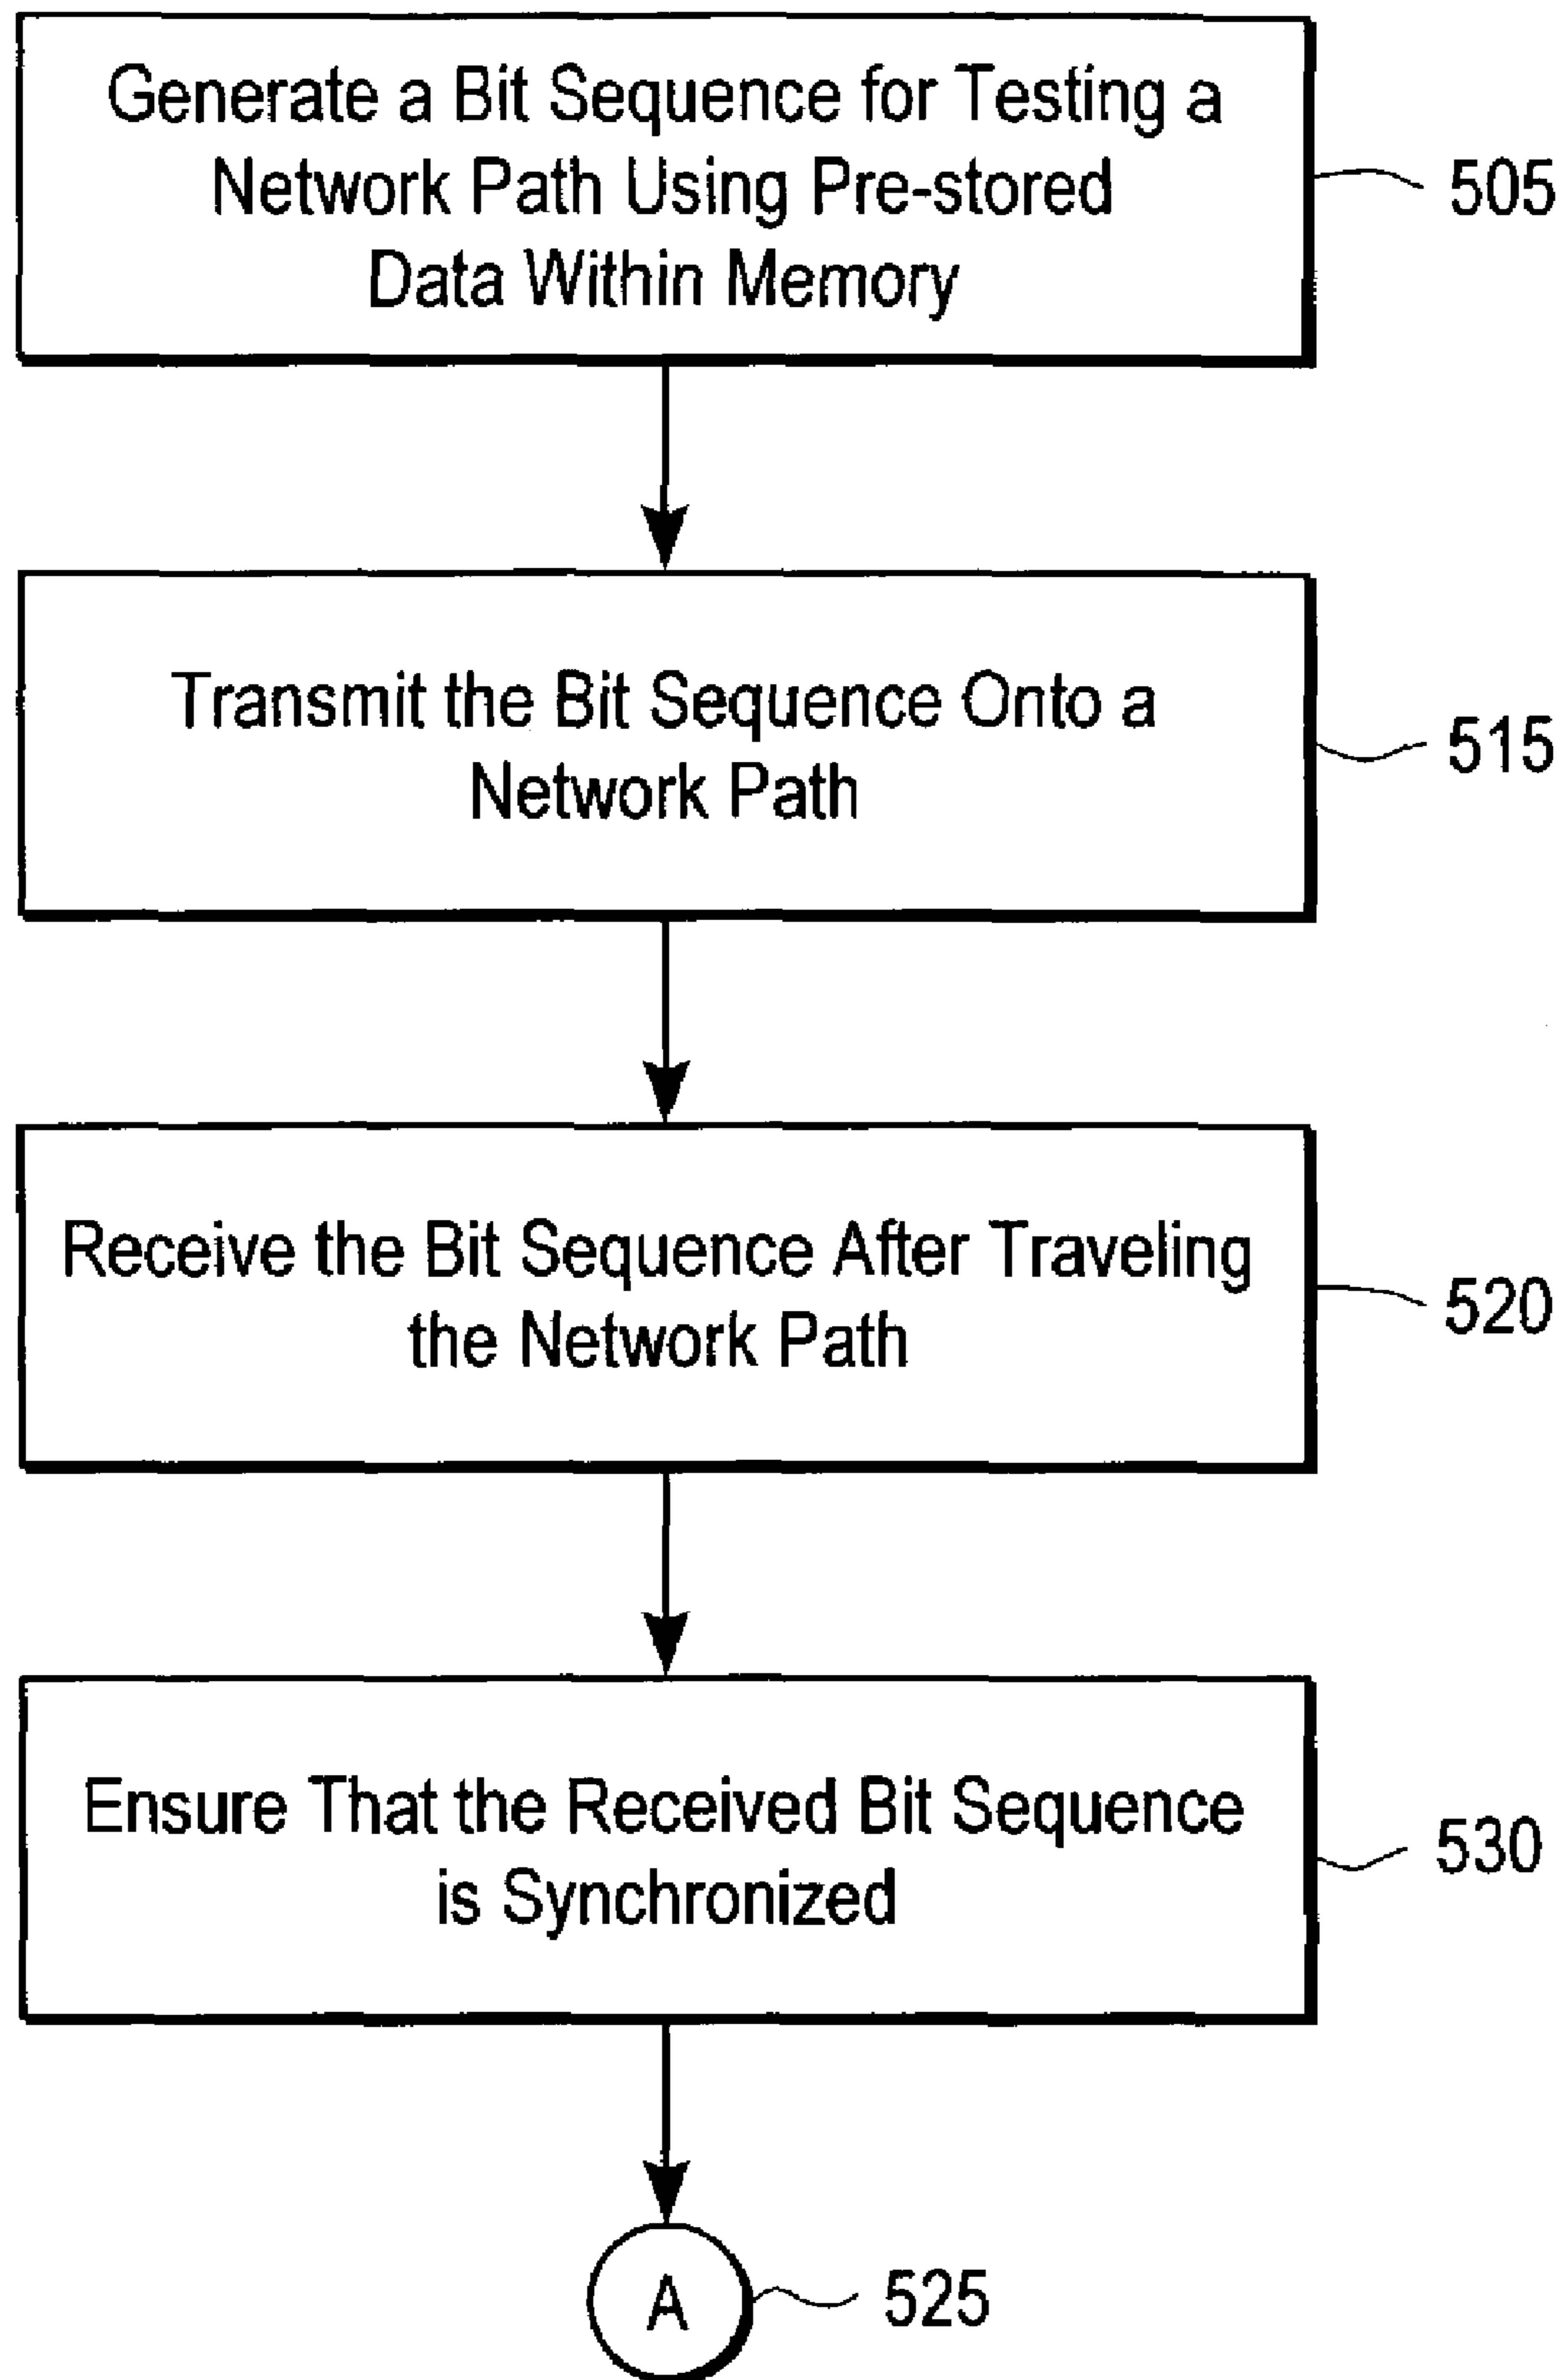 Generate a Bit Sequence for Testing a
Network Path Using Pre-stored
Data Within Memory
505
Transmit the Bit Sequence Onto a
Network Path
515
Receive the Bit Sequence After Traveling
the Network Path
520
Ensure That the Received Bit Sequence
is Synchronized
530
A
525